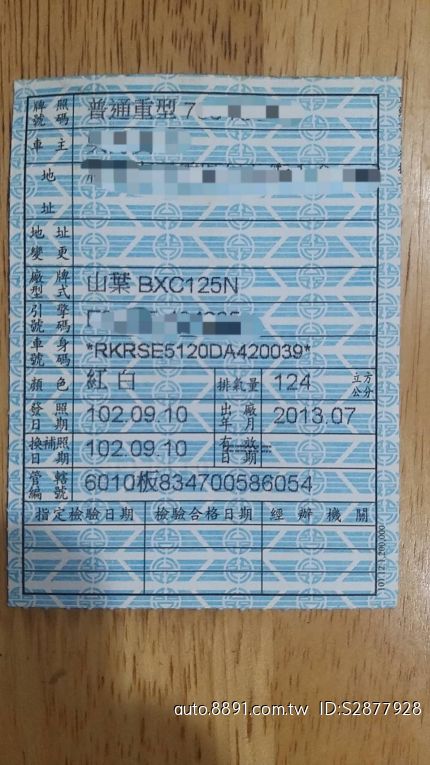 牌照號碼 普通重型 7
車主
地
址
地址變更
廠牌型式 山葉 BXC125N
引擎號碼
車身號碼 *RKRSE5120DA420039*
顏色 紅白 排氣量 124 立方公分
發照日期 102.09.10 出廠年月 2013.07
換補照日期 102.09.10 有效日期
管轄編號 6010板834700586054
指定檢驗日期 檢驗合格日期 經辦機關
auto.8891.com.tw ID:S2877928